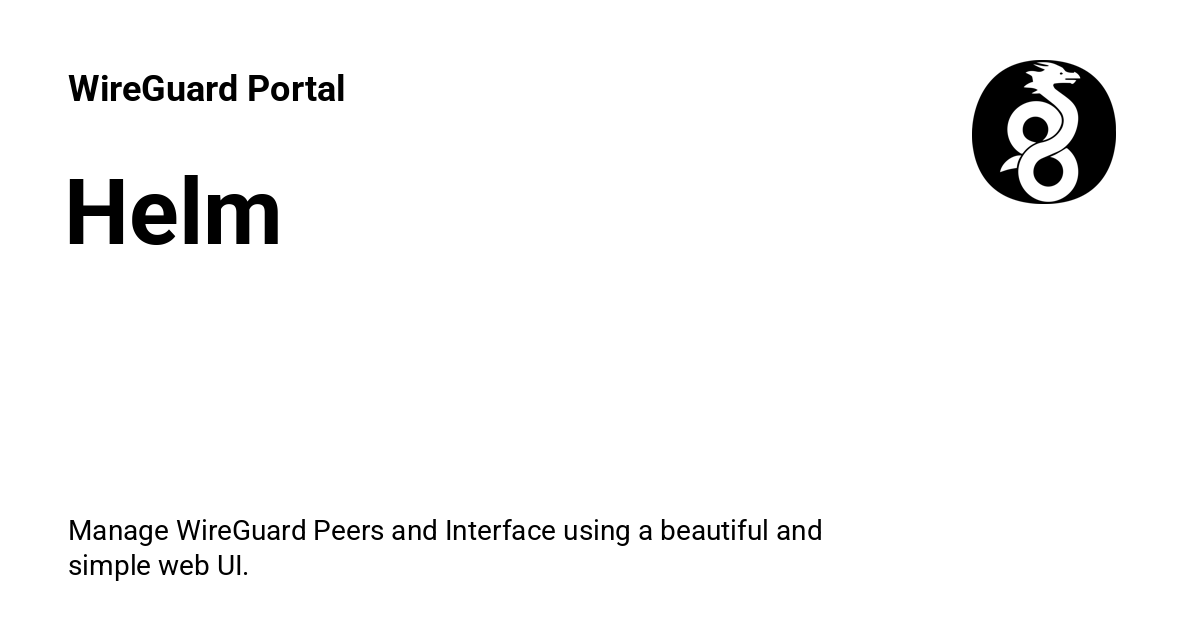 WireGuard Portal
Helm
Manage WireGuard Peers and Interface using a beautiful and
simple web UI.